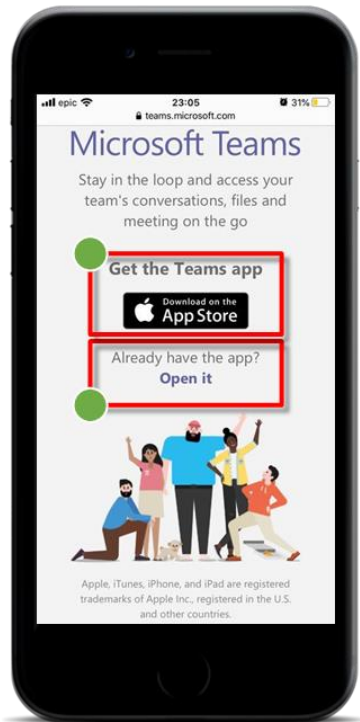 epic 23:05 31%
teams.microsoft.com
Microsoft Teams
Stay in the loop and access your
team's conversations, files and
meeting on the go
Get the Teams app
Download on the
App Store
Already have the app?
Open it
Apple, iTunes, iPhone, and iPad are registered
trademarks of Apple Inc., registered in the U.S.
and other countries.